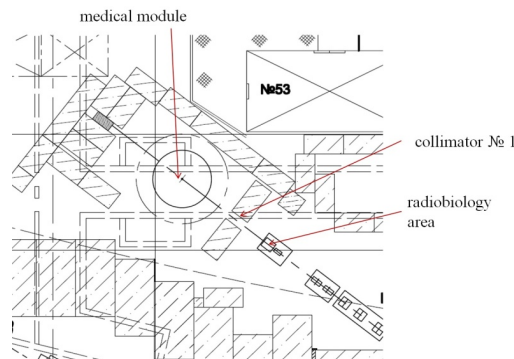 medical module
№53
collimator № 1
radiobiology
area